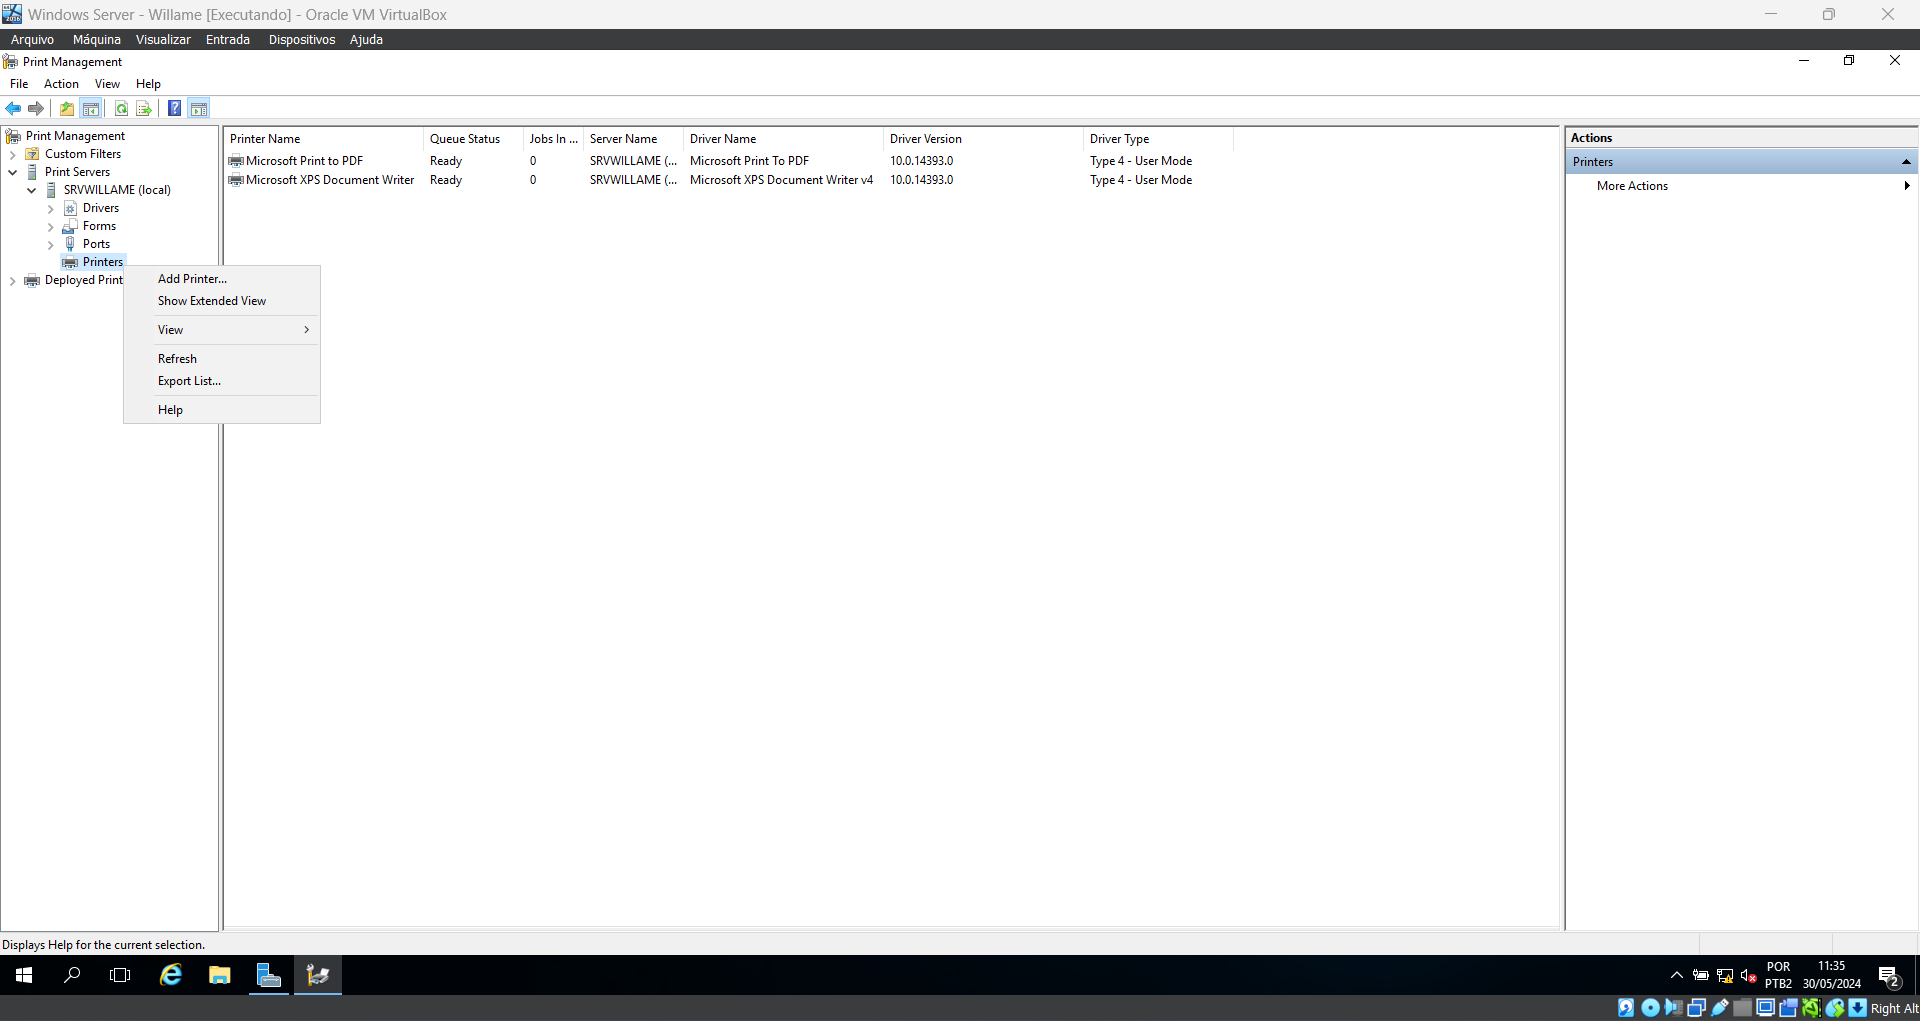 Windows Server - Willame [Executando] - Oracle VM VirtualBox
Arquivo Máquina Visualizar Entrada Dispositivos Ajuda
Print Management
File Action View Help
Print Management
Custom Filters
Print Servers
SRVWILLAME (local)
Drivers
Forms
Ports
Printers
Deployed Print
Add Printer...
Show Extended View
View
Refresh
Export List...
Help
Printer Name Queue Status Jobs In ... Server Name Driver Name Driver Version Driver Type
Microsoft Print to PDF Ready 0 SRVWILLAME (... Microsoft Print To PDF 10.0.14393.0 Type 4 - User Mode
Microsoft XPS Document Writer Ready 0 SRVWILLAME (... Microsoft XPS Document Writer v4 10.0.14393.0 Type 4 - User Mode
Actions
Printers
More Actions
Displays Help for the current selection.
POR 11:35
PTB2 30/05/2024
2
Right Alt